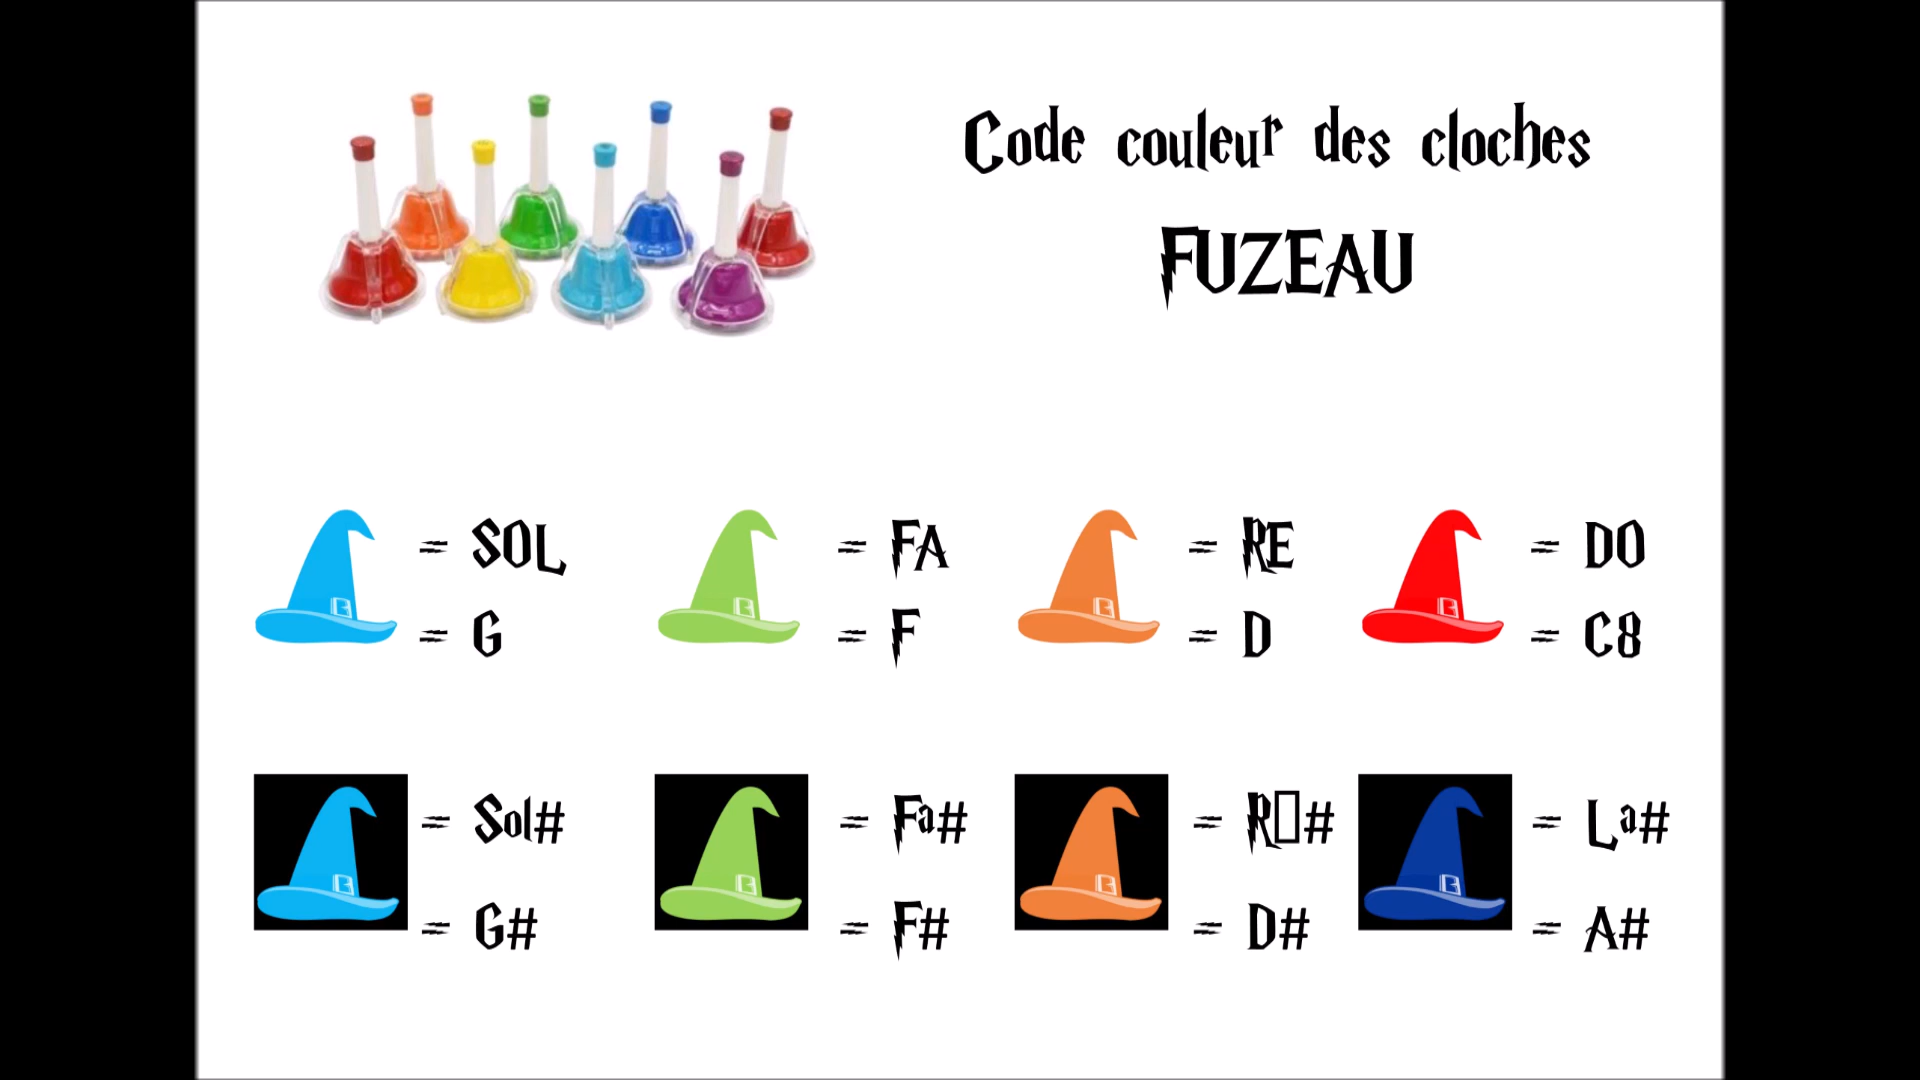 Code couleur des cloches
FUZEAU
= SOL
= G
= FA
= F
= RE
= D
= DO
= C8
= Sol#
= G#
= Fa#
= F#
= R□#
= D#
= La#
= A#